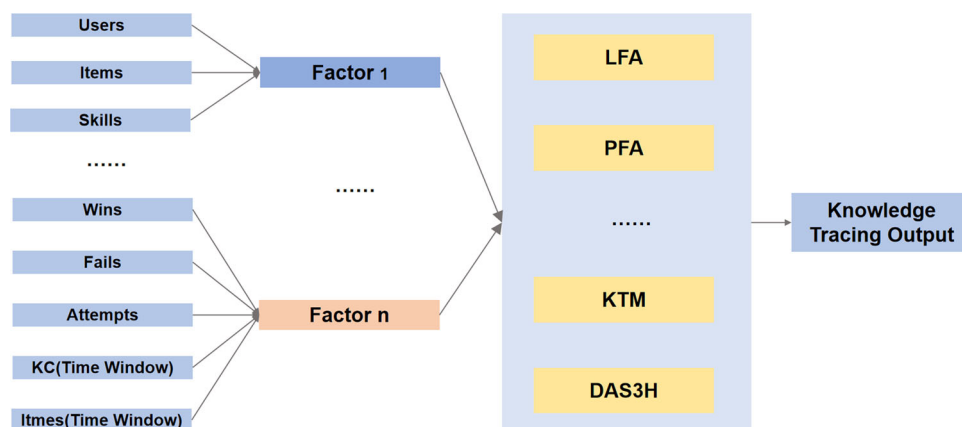 Users
Items
Skills
......
Wins
Fails
Attempts
KC(Time Window)
Itmes(Time Window)
Factor 1
......
Factor n
LFA
PFA
......
KTM
DAS3H
Knowledge
Tracing Output